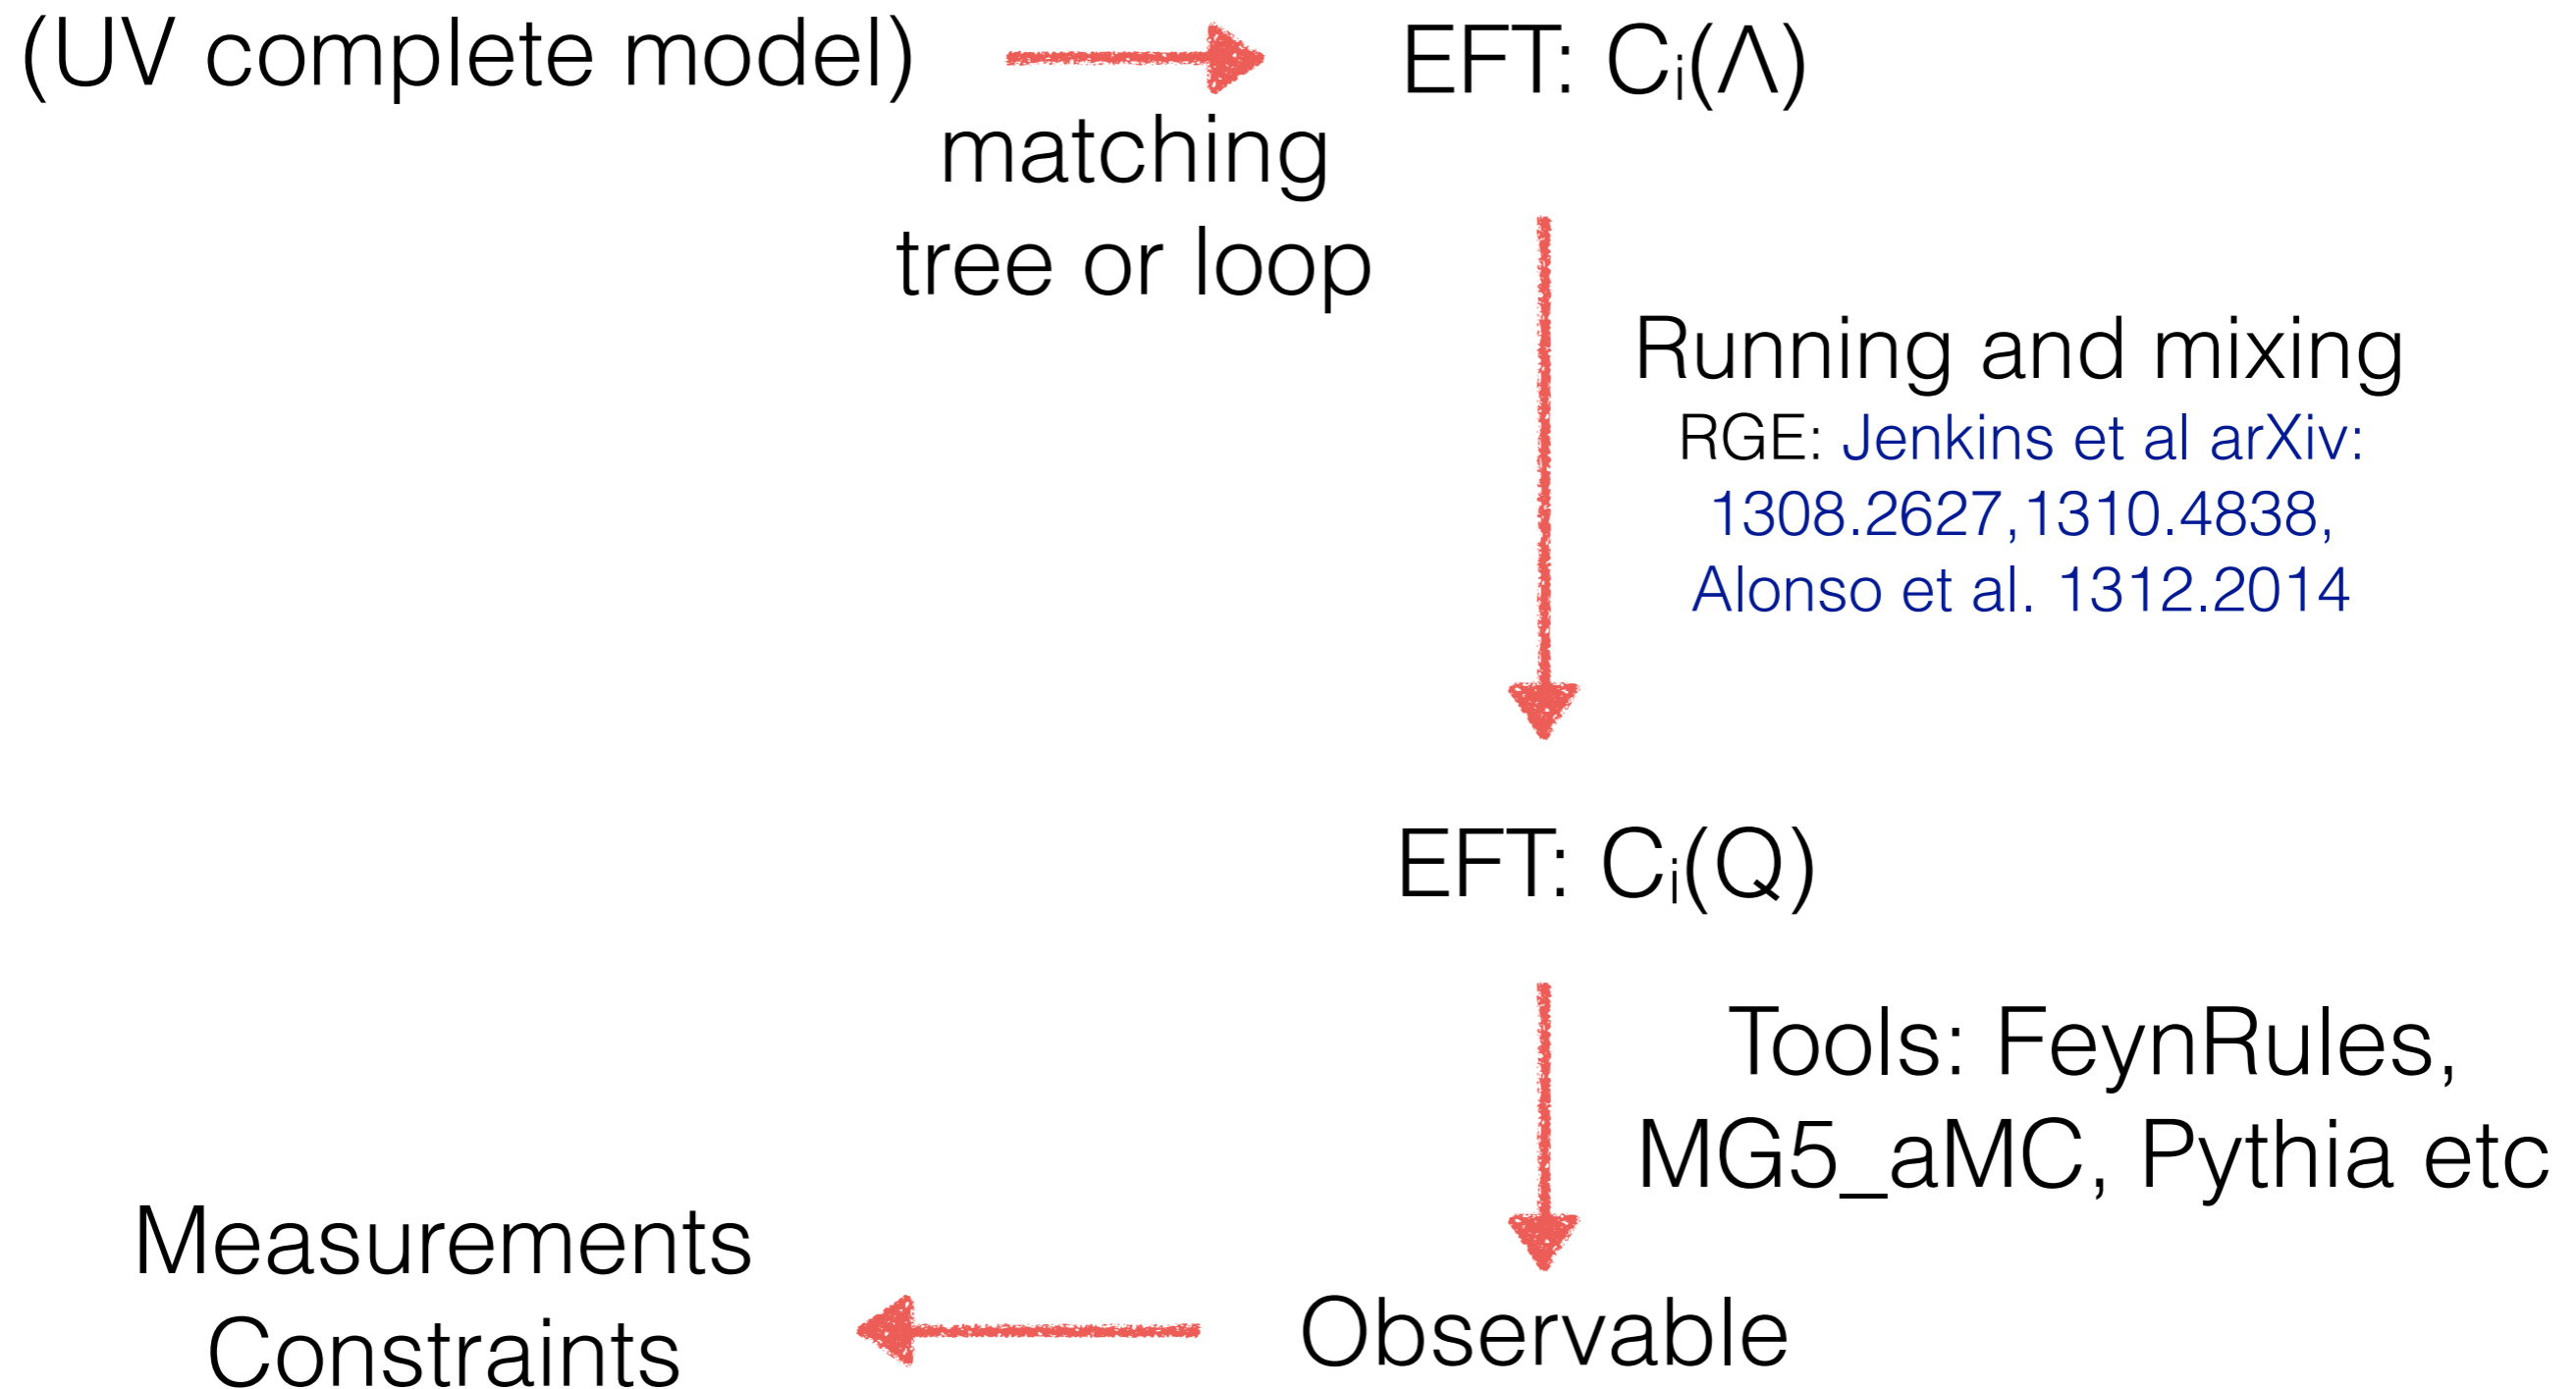 (UV complete model)
EFT: Cᵢ(Λ)
matching
tree or loop
Running and mixing
RGE: Jenkins et al arXiv:
1308.2627,1310.4838,
Alonso et al. 1312.2014
EFT: Cᵢ(Q)
Tools: FeynRules,
MG5_aMC, Pythia etc
Observable
Measurements
Constraints